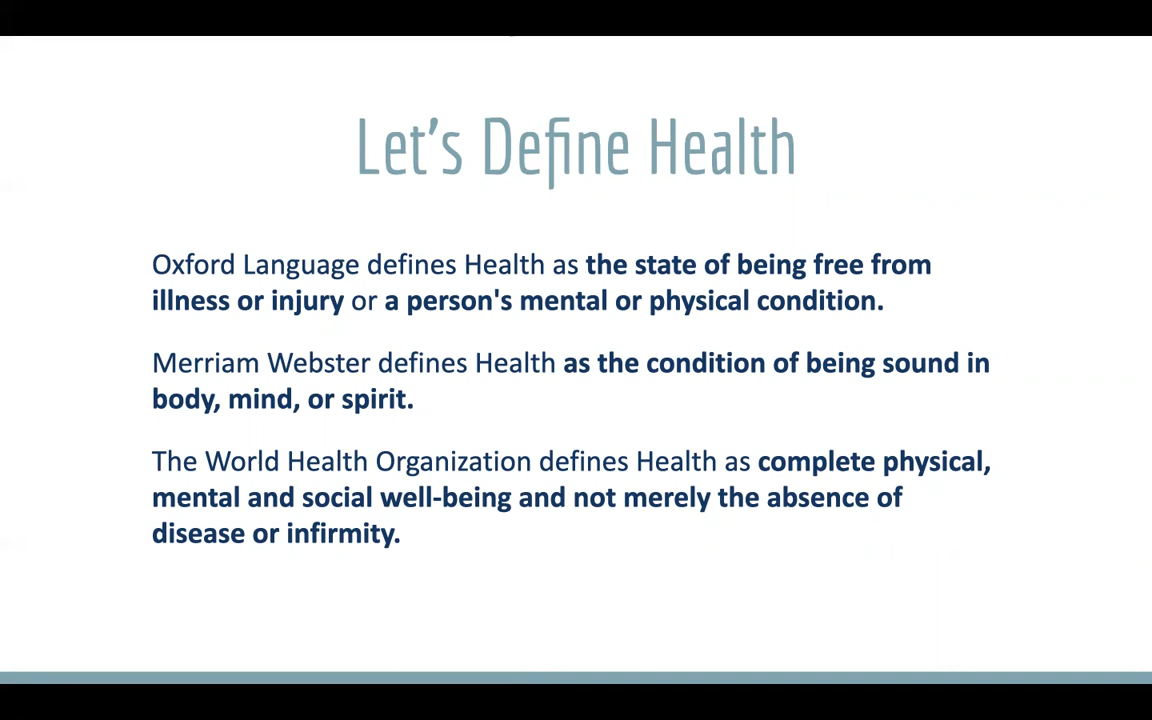 Let's Define Health
Oxford Language defines Health as the state of being free from
illness or injury or a person's mental or physical condition.
Merriam Webster defines Health as the condition of being sound in
body, mind, or spirit.
The World Health Organization defines Health as complete physical,
mental and social well-being and not merely the absence of
disease or infirmity.